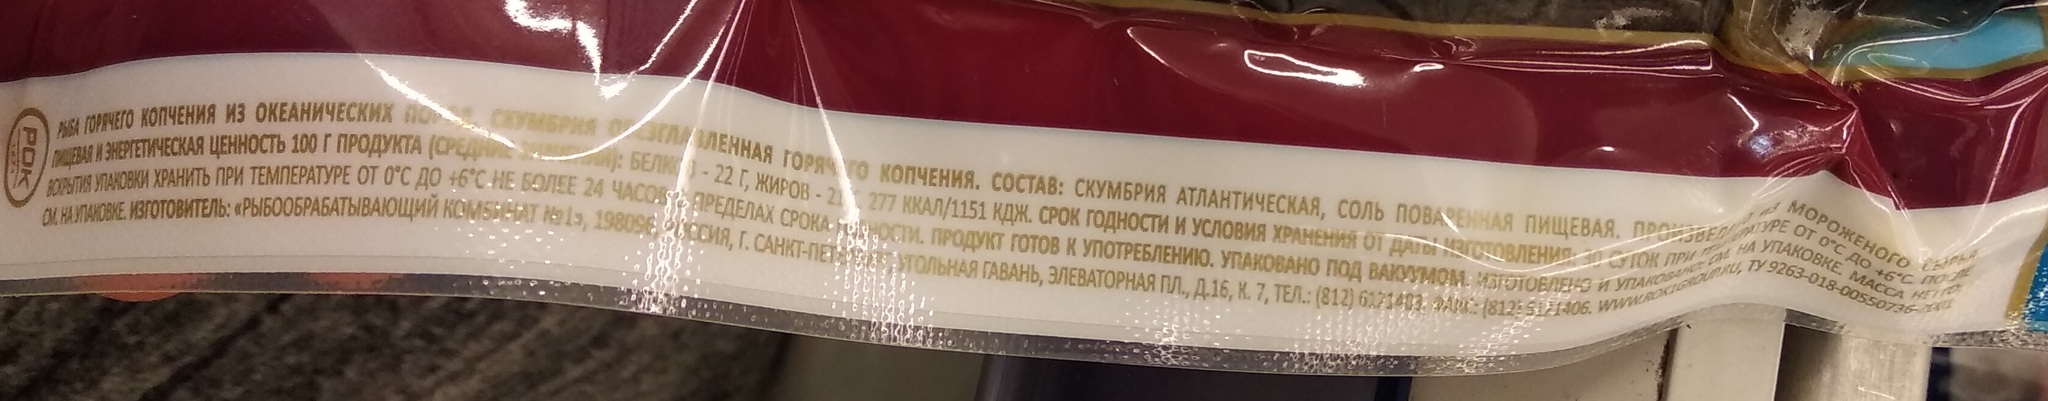 РОК
РЫБА ГОРЯЧЕГО КОПЧЕНИЯ ИЗ ОКЕАНИЧЕСКИХ ПОРОД. СКУМБРИЯ ОБЕЗГЛАВЛЕННАЯ ГОРЯЧЕГО КОПЧЕНИЯ. СОСТАВ: СКУМБРИЯ АТЛАНТИЧЕСКАЯ, СОЛЬ ПОВАРЕННАЯ ПИЩЕВАЯ. ПРОИЗВЕДЕНО ИЗ МОРОЖЕНОГО СЫРЬЯ.
ПИЩЕВАЯ И ЭНЕРГЕТИЧЕСКАЯ ЦЕННОСТЬ 100 Г ПРОДУКТА (СРЕДНИЕ ЗНАЧЕНИЯ): БЕЛКОВ - 22 Г, ЖИРОВ - 277 ККАЛ/1151 КДЖ. СРОК ГОДНОСТИ И УСЛОВИЯ ХРАНЕНИЯ ОТ ДАТЫ ИЗГОТОВЛЕНИЯ: 30 СУТОК ПРИ ТЕМПЕРАТУРЕ ОТ 0°С ДО +6°С. ПОСЛЕ
ВСКРЫТИЯ УПАКОВКИ ХРАНИТЬ ПРИ ТЕМПЕРАТУРЕ ОТ 0°С ДО +6°С НЕ БОЛЕЕ 24 ЧАСОВ В ПРЕДЕЛАХ СРОКА ГОДНОСТИ. ПРОДУКТ ГОТОВ К УПОТРЕБЛЕНИЮ. УПАКОВАНО ПОД ВАКУУМОМ. ИЗГОТОВЛЕНО И УПАКОВАНО: СМ. НА УПАКОВКЕ. МАССА НЕТТО:
СМ. НА УПАКОВКЕ. ИЗГОТОВИТЕЛЬ: «РЫБООБРАБАТЫВАЮЩИЙ КОМБИНАТ №1», 198096, РОССИЯ, Г. САНКТ-ПЕТЕРБУРГ, УГОЛЬНАЯ ГАВАНЬ, ЭЛЕВАТОРНАЯ ПЛ., Д.16, К. 7, ТЕЛ.: (812) 6121403. ФАКС: (812) 6121406. WWW.ROK1GROUP.RU, ТУ 9263-018-00550736-